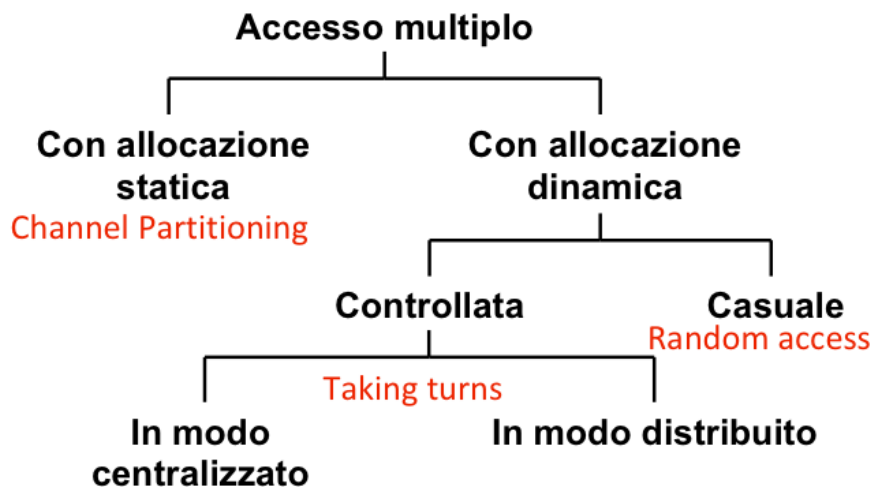 Accesso multiplo
Con allocazione
statica
Channel Partitioning
Con allocazione
dinamica
Controllata
Casuale
Random access
Taking turns
In modo
centralizzato
In modo distribuito